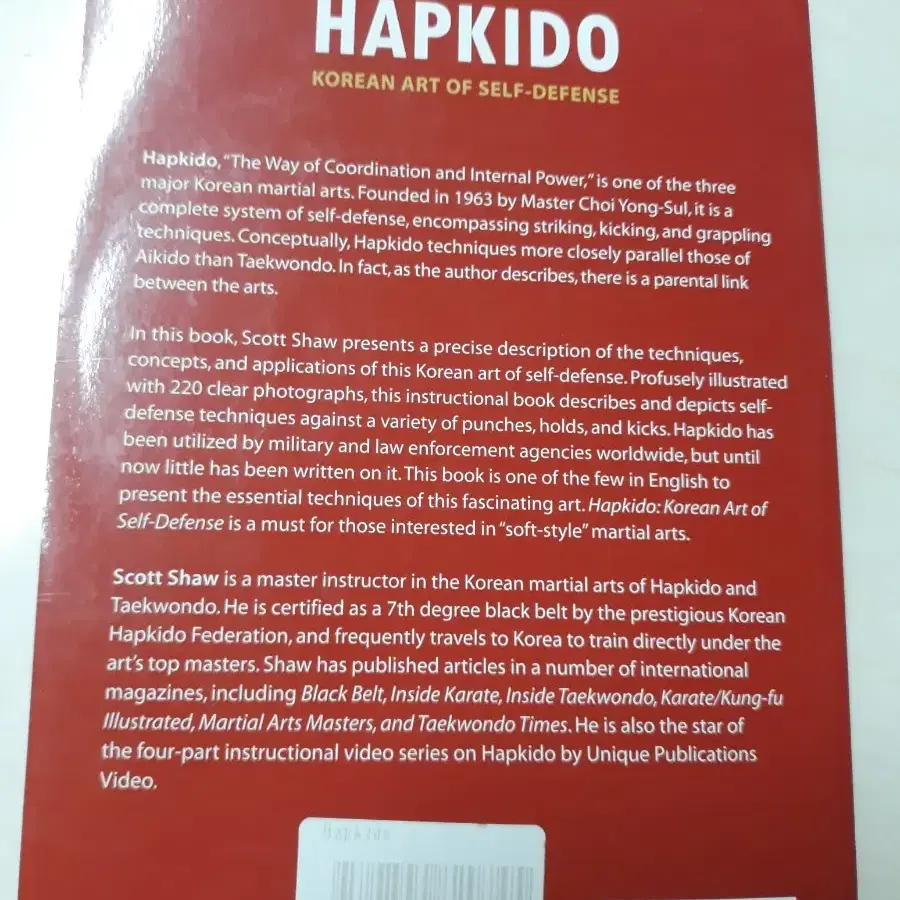 HAPKIDO
KOREAN ART OF SELF-DEFENSE
Hapkido, “The Way of Coordination and Internal Power,” is one of the three
major Korean martial arts. Founded in 1963 by Master Choi Yong-Sul, it is a
complete system of self-defense, encompassing striking, kicking, and grappling
techniques. Conceptually, Hapkido techniques more closely parallel those of
Aikido than Taekwondo. In fact, as the author describes, there is a parental link
between the arts.
In this book, Scott Shaw presents a precise description of the techniques,
concepts, and applications of this Korean art of self-defense. Profusely illustrated
with 220 clear photographs, this instructional book describes and depicts self-
defense techniques against a variety of punches, holds, and kicks. Hapkido has
been utilized by military and law enforcement agencies worldwide, but until
now little has been written on it. This book is one of the few in English to
present the essential techniques of this fascinating art. Hapkido: Korean Art of
Self-Defense is a must for those interested in “soft-style” martial arts.
Scott Shaw is a master instructor in the Korean martial arts of Hapkido and
Taekwondo. He is certified as a 7th degree black belt by the prestigious Korean
Hapkido Federation, and frequently travels to Korea to train directly under the
art’s top masters. Shaw has published articles in a number of international
magazines, including Black Belt, Inside Karate, Inside Taekwondo, Karate/Kung-fu
Illustrated, Martial Arts Masters, and Taekwondo Times. He is also the star of
the four-part instructional video series on Hapkido by Unique Publications
Video.